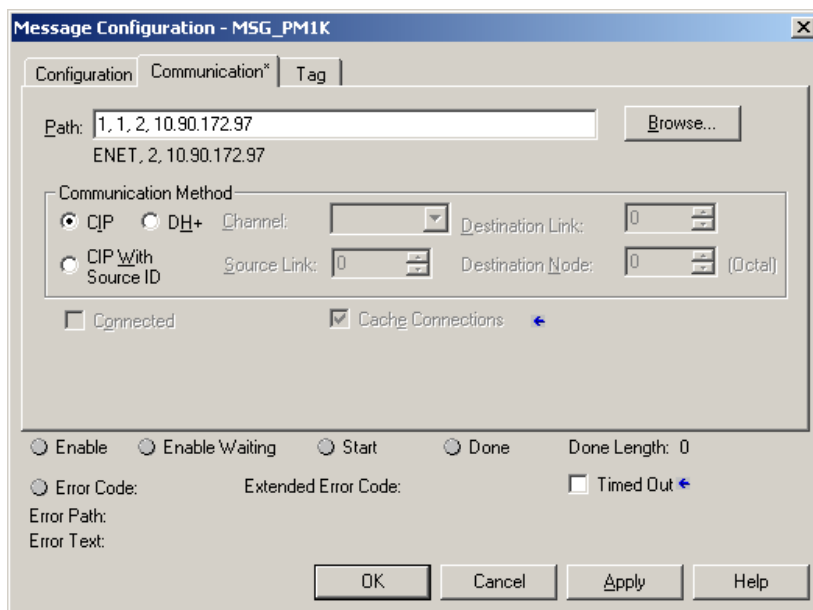 Message Configuration - MSG_PM1K
Configuration Communication* Tag
Path: 1, 1, 2, 10.90.172.97 Browse...
ENET, 2, 10.90.172.97
Communication Method
CIP DH+ Channel: Destination Link: 0
CIP With Source ID Source Link: 0 Destination Node: 0 (Octal)
Connected Cache Connections
Enable Enable Waiting Start Done Done Length: 0
Error Code: Extended Error Code: Timed Out
Error Path:
Error Text:
OK Cancel Apply Help